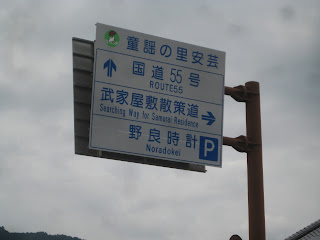 童謡の里安芸
国道55号
ROUTE55
武家屋敷散策道
Searching Way for Samurai Residence
野良時計 P
Noradokei